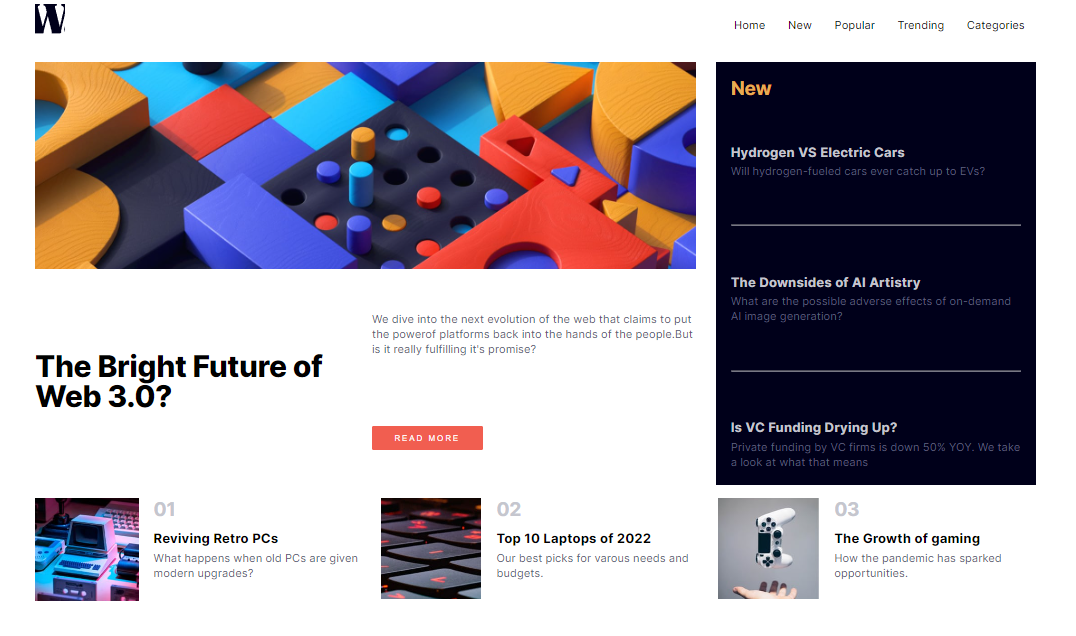 W.
Home New Popular Trending Categories
New
Hydrogen VS Electric Cars
Will hydrogen-fueled cars ever catch up to EVs?
The Downsides of AI Artistry
What are the possible adverse effects of on-demand
AI image generation?
Is VC Funding Drying Up?
Private funding by VC firms is down 50% YOY. We take
a look at what that means
The Bright Future of
Web 3.0?
We dive into the next evolution of the web that claims to put
the powerof platforms back into the hands of the people.But
is it really fulfilling it's promise?
READ MORE
01
Reviving Retro PCs
What happens when old PCs are given
modern upgrades?
02
Top 10 Laptops of 2022
Our best picks for varous needs and
budgets.
03
The Growth of gaming
How the pandemic has sparked
opportunities.